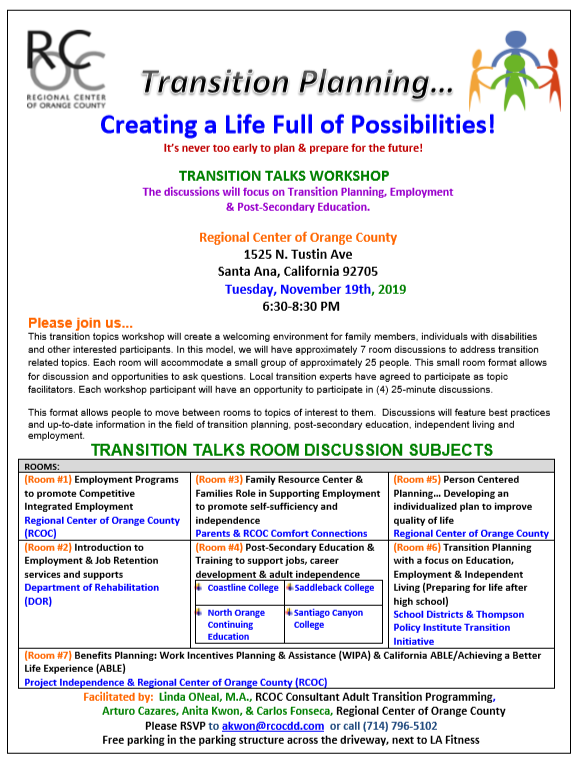 RCOC
REGIONAL CENTER
OF ORANGE COUNTY
Transition Planning...
Creating a Life Full of Possibilities!
It's never too early to plan & prepare for the future!
TRANSITION TALKS WORKSHOP
The discussions will focus on Transition Planning, Employment
& Post-Secondary Education.
Regional Center of Orange County
1525 N. Tustin Ave
Santa Ana, California 92705
Tuesday, November 19th, 2019
6:30-8:30 PM
Please join us...
This transition topics workshop will create a welcoming environment for family members, individuals with disabilities
and other interested participants. In this model, we will have approximately 7 room discussions to address transition
related topics. Each room will accommodate a small group of approximately 25 people. This small room format allows
for discussion and opportunities to ask questions. Local transition experts have agreed to participate as topic
facilitators. Each workshop participant will have an opportunity to participate in (4) 25-minute discussions.
This format allows people to move between rooms to topics of interest to them. Discussions will feature best practices
and up-to-date information in the field of transition planning, post-secondary education, independent living and
employment.
TRANSITION TALKS ROOM DISCUSSION SUBJECTS
ROOMS:
(Room #1) Employment Programs
to promote Competitive
Integrated Employment
Regional Center of Orange County
(RCOC)
(Room #3) Family Resource Center &
Families Role in Supporting Employment
to promote self-sufficiency and
independence
Parents & RCOC Comfort Connections
(Room #5) Person Centered
Planning... Developing an
individualized plan to improve
quality of life
Regional Center of Orange County
(Room #2) Introduction to
Employment & Job Retention
services and supports
Department of Rehabilitation
(DOR)
(Room #4) Post-Secondary Education &
Training to support jobs, career
development & adult independence
Coastline College
Saddleback College
North Orange
Continuing
Education
Santiago Canyon
College
(Room #6) Transition Planning
with a focus on Education,
Employment & Independent
Living (Preparing for life after
high school)
School Districts & Thompson
Policy Institute Transition
Initiative
(Room #7) Benefits Planning: Work Incentives Planning & Assistance (WIPA) & California ABLE/Achieving a Better
Life Experience (ABLE)
Project Independence & Regional Center of Orange County (RCOC)
Facilitated by: Linda ONeal, M.A., RCOC Consultant Adult Transition Programming,
Arturo Cazares, Anita Kwon, & Carlos Fonseca, Regional Center of Orange County
Please RSVP to akwon@rcocdd.com or call (714) 796-5102
Free parking in the parking structure across the driveway, next to LA Fitness